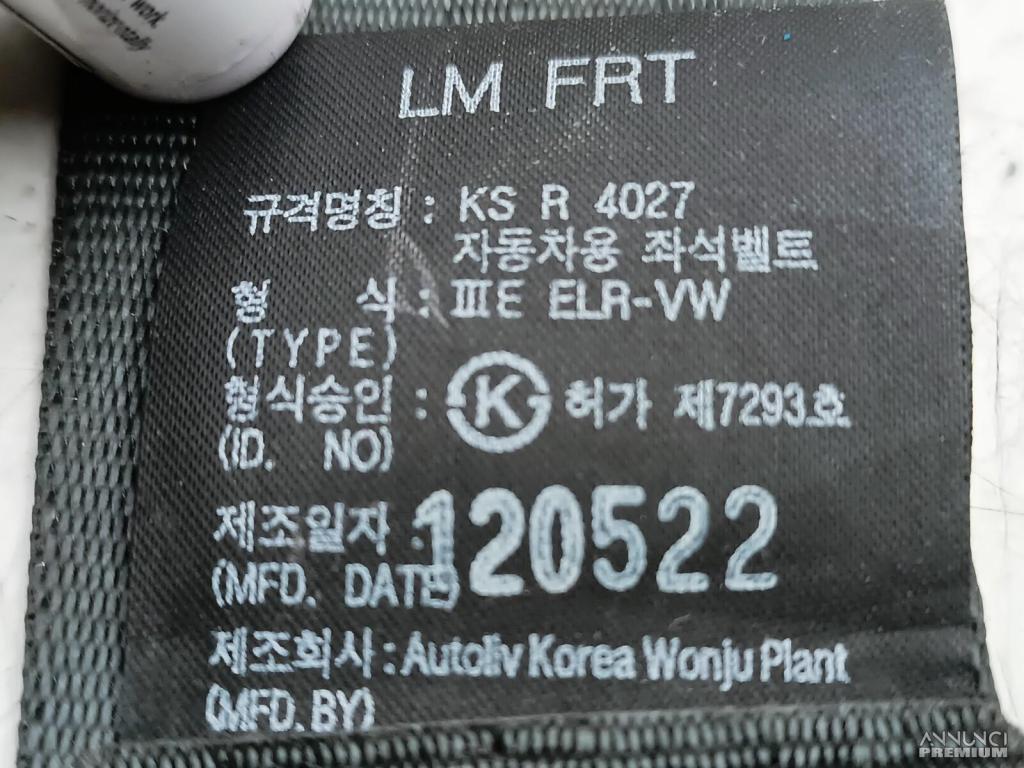 work.
LM FRT
규격명칭 : KS R 4027
자동차용 좌석벨트
형 식 : ⅢE ELR-VW
(TYPE)
형식승인 : K 허가 제7293호
(ID. NO)
제조일자 : 120522
(MFD. DATE)
제조회사 : Autoliv Korea Wonju Plant
(MFD. BY)
ANNUNCI
PREMIUM